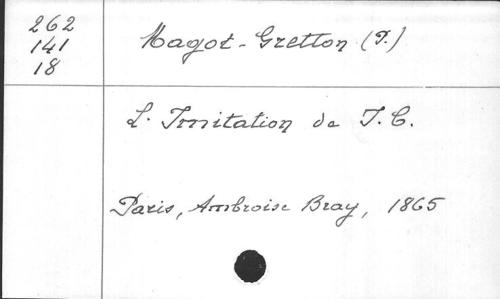 262
141
18
Magot-Gretton (P.)
L'Imitation de J. C.
Paris, Ambroise Bray, 1865